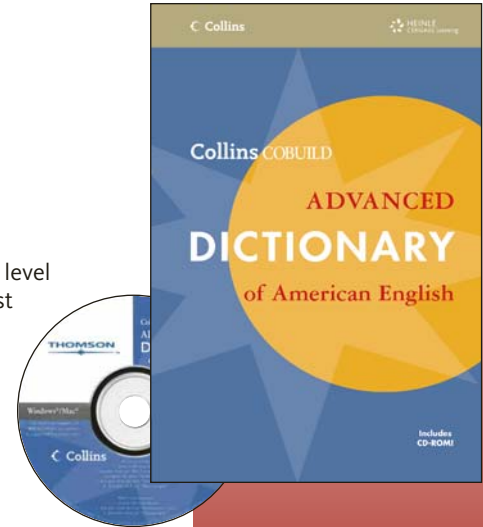 Collins
HEINLE
CENGAGE Learning
Collins COBUILD
ADVANCED
DICTIONARY
of American English
Includes
CD-ROM!
level
st
THOMSON
Windows®/Mac®
Collins